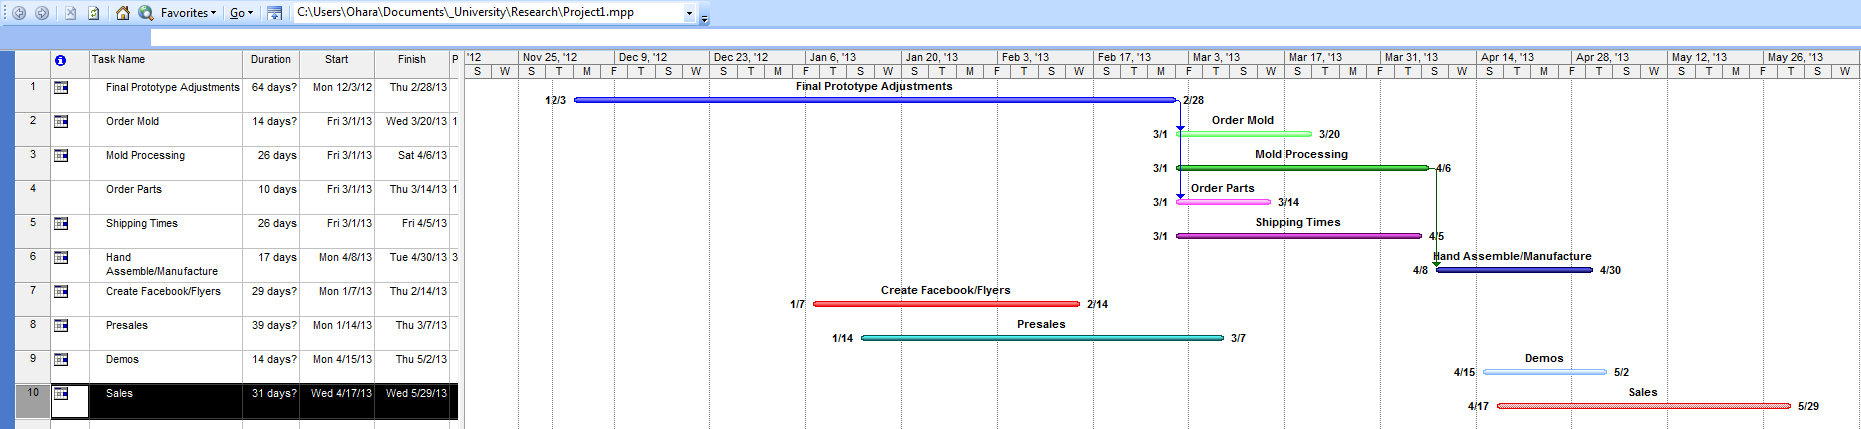 Favorites Go C:\Users\Ohara\Documents\_University\Research\Project1.mpp
Task Name Duration Start Finish P
'12 Nov 25, '12 Dec 9, '12 Dec 23, '12 Jan 6, '13 Jan 20, '13 Feb 3, '13 Feb 17, '13 Mar 3, '13 Mar 17, '13 Mar 31, '13 Apr 14, '13 Apr 28, '13 May 12, '13 May 26, '13
S W S T M F T S W S T M F T S W S T M F T S W S T M F T S W S T M F T S W S T M F T S W S T M F T S W S T M F T S W
1 Final Prototype Adjustments 64 days? Mon 12/3/12 Thu 2/28/13
Final Prototype Adjustments
12/3 2/28
2 Order Mold 14 days? Fri 3/1/13 Wed 3/20/13 1
Order Mold
3/1 3/20
3 Mold Processing 26 days Fri 3/1/13 Sat 4/6/13
Mold Processing
3/1 4/6
4 Order Parts 10 days Fri 3/1/13 Thu 3/14/13 1
Order Parts
3/1 3/14
5 Shipping Times 26 days Fri 3/1/13 Fri 4/5/13
Shipping Times
3/1 4/5
6 Hand 17 days Mon 4/8/13 Tue 4/30/13 3
Assemble/Manufacture
Hand Assemble/Manufacture
4/8 4/30
7 Create Facebook/Flyers 29 days? Mon 1/7/13 Thu 2/14/13
Create Facebook/Flyers
1/7 2/14
8 Presales 39 days? Mon 1/14/13 Thu 3/7/13
Presales
1/14 3/7
9 Demos 14 days? Mon 4/15/13 Thu 5/2/13
Demos
4/15 5/2
10 Sales 31 days? Wed 4/17/13 Wed 5/29/13
Sales
4/17 5/29